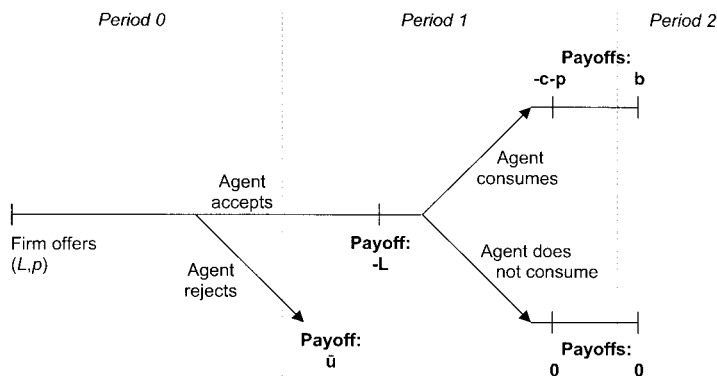 Period 0
Period 1
Period 2
Payoffs:
-c-p
b
Agent
consumes
Agent
accepts
Firm offers
(L,p)
Agent
rejects
Payoff:
-L
Agent does
not consume
Payoff:
ū
Payoffs:
0
0